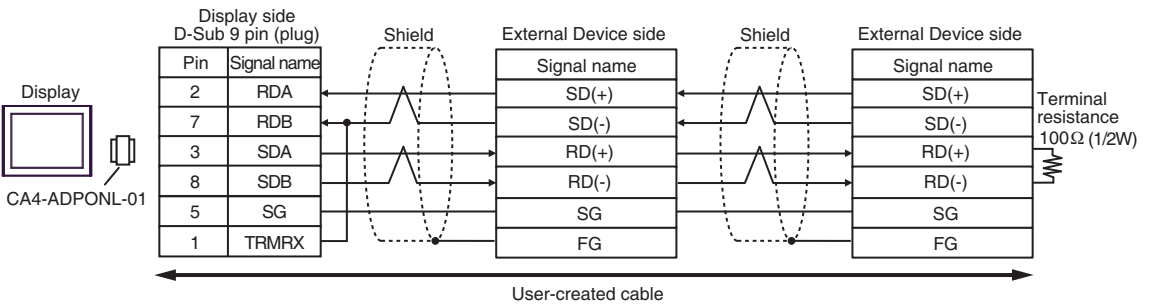 Display side
D-Sub 9 pin (plug)
Shield
External Device side
Shield
External Device side
Pin Signal name
Signal name
Signal name
Display
2 RDA
SD(+)
SD(+)
Terminal
resistance
100Ω (1/2W)
7 RDB
SD(-)
SD(-)
3 SDA
RD(+)
RD(+)
8 SDB
RD(-)
RD(-)
CA4-ADPONL-01
5 SG
SG
SG
1 TRMRX
FG
FG
User-created cable